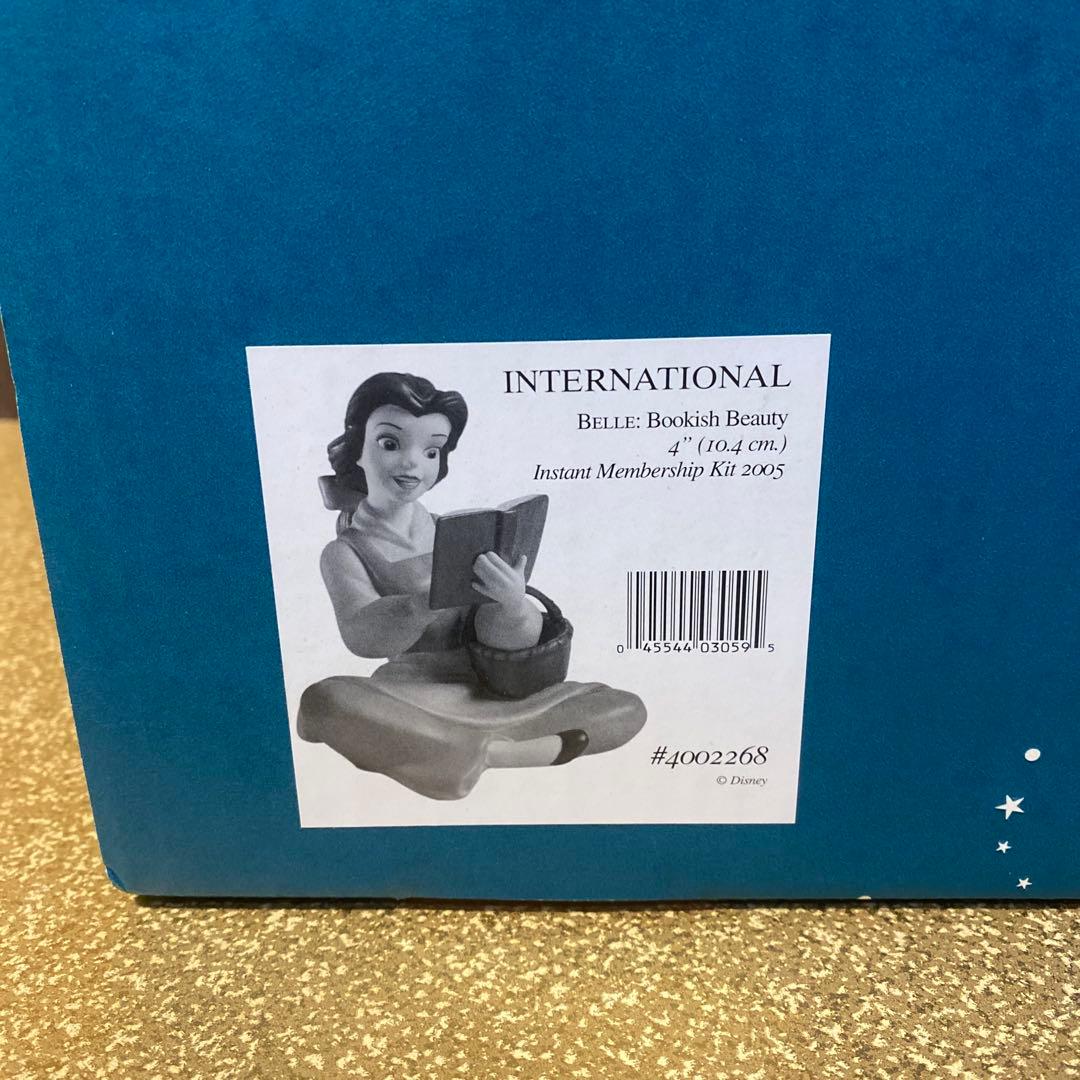 INTERNATIONAL
BELLE: Bookish Beauty
4” (10.4 cm.)
Instant Membership Kit 2005
0 45544 03059 5
#4002268
© Disney